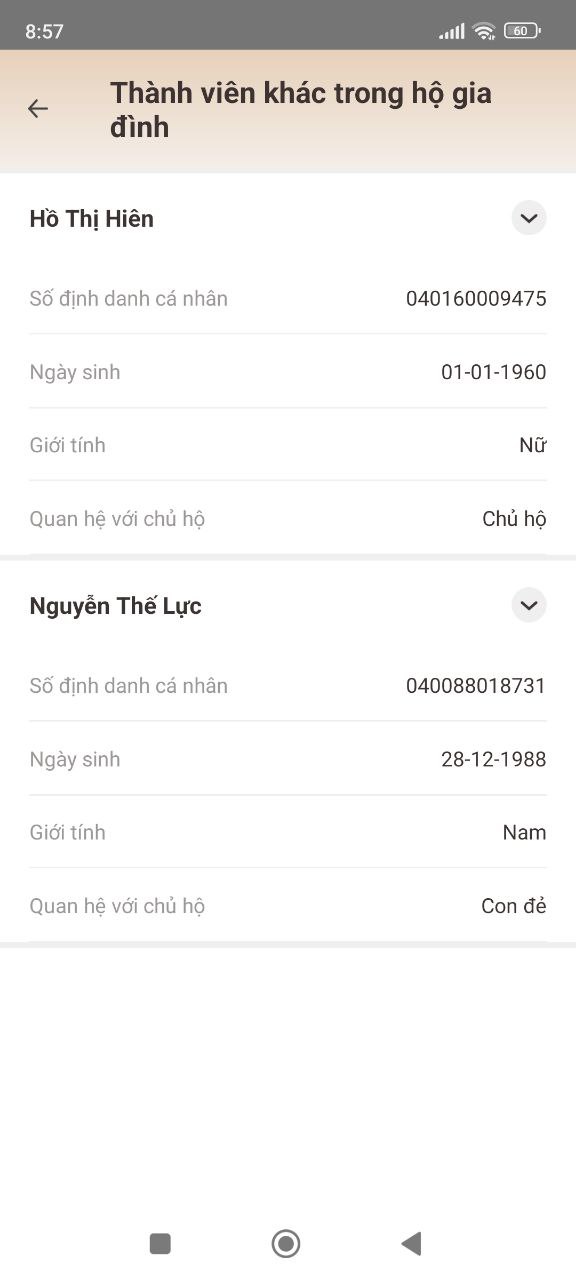 8:57
60
Thành viên khác trong hộ gia
đình
Hồ Thị Hiên
Số định danh cá nhân 040160009475
Ngày sinh 01-01-1960
Giới tính Nữ
Quan hệ với chủ hộ Chủ hộ
Nguyễn Thế Lực
Số định danh cá nhân 040088018731
Ngày sinh 28-12-1988
Giới tính Nam
Quan hệ với chủ hộ Con đẻ